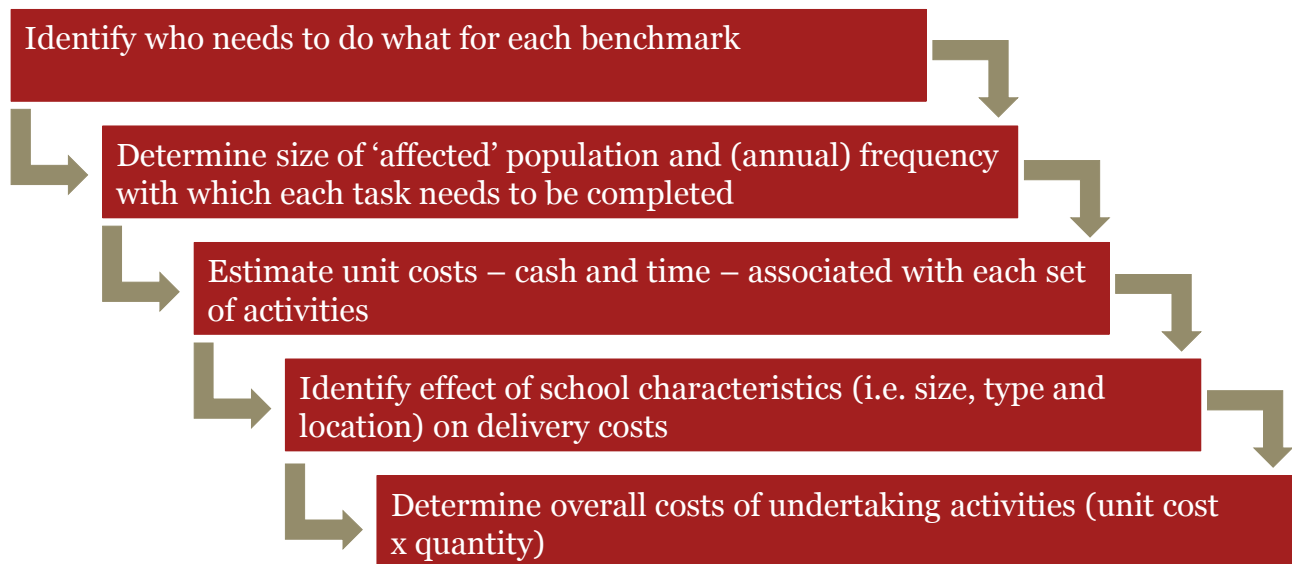 Identify who needs to do what for each benchmark
Determine size of ‘affected’ population and (annual) frequency
with which each task needs to be completed
Estimate unit costs – cash and time – associated with each set
of activities
Identify effect of school characteristics (i.e. size, type and
location) on delivery costs
Determine overall costs of undertaking activities (unit cost
x quantity)